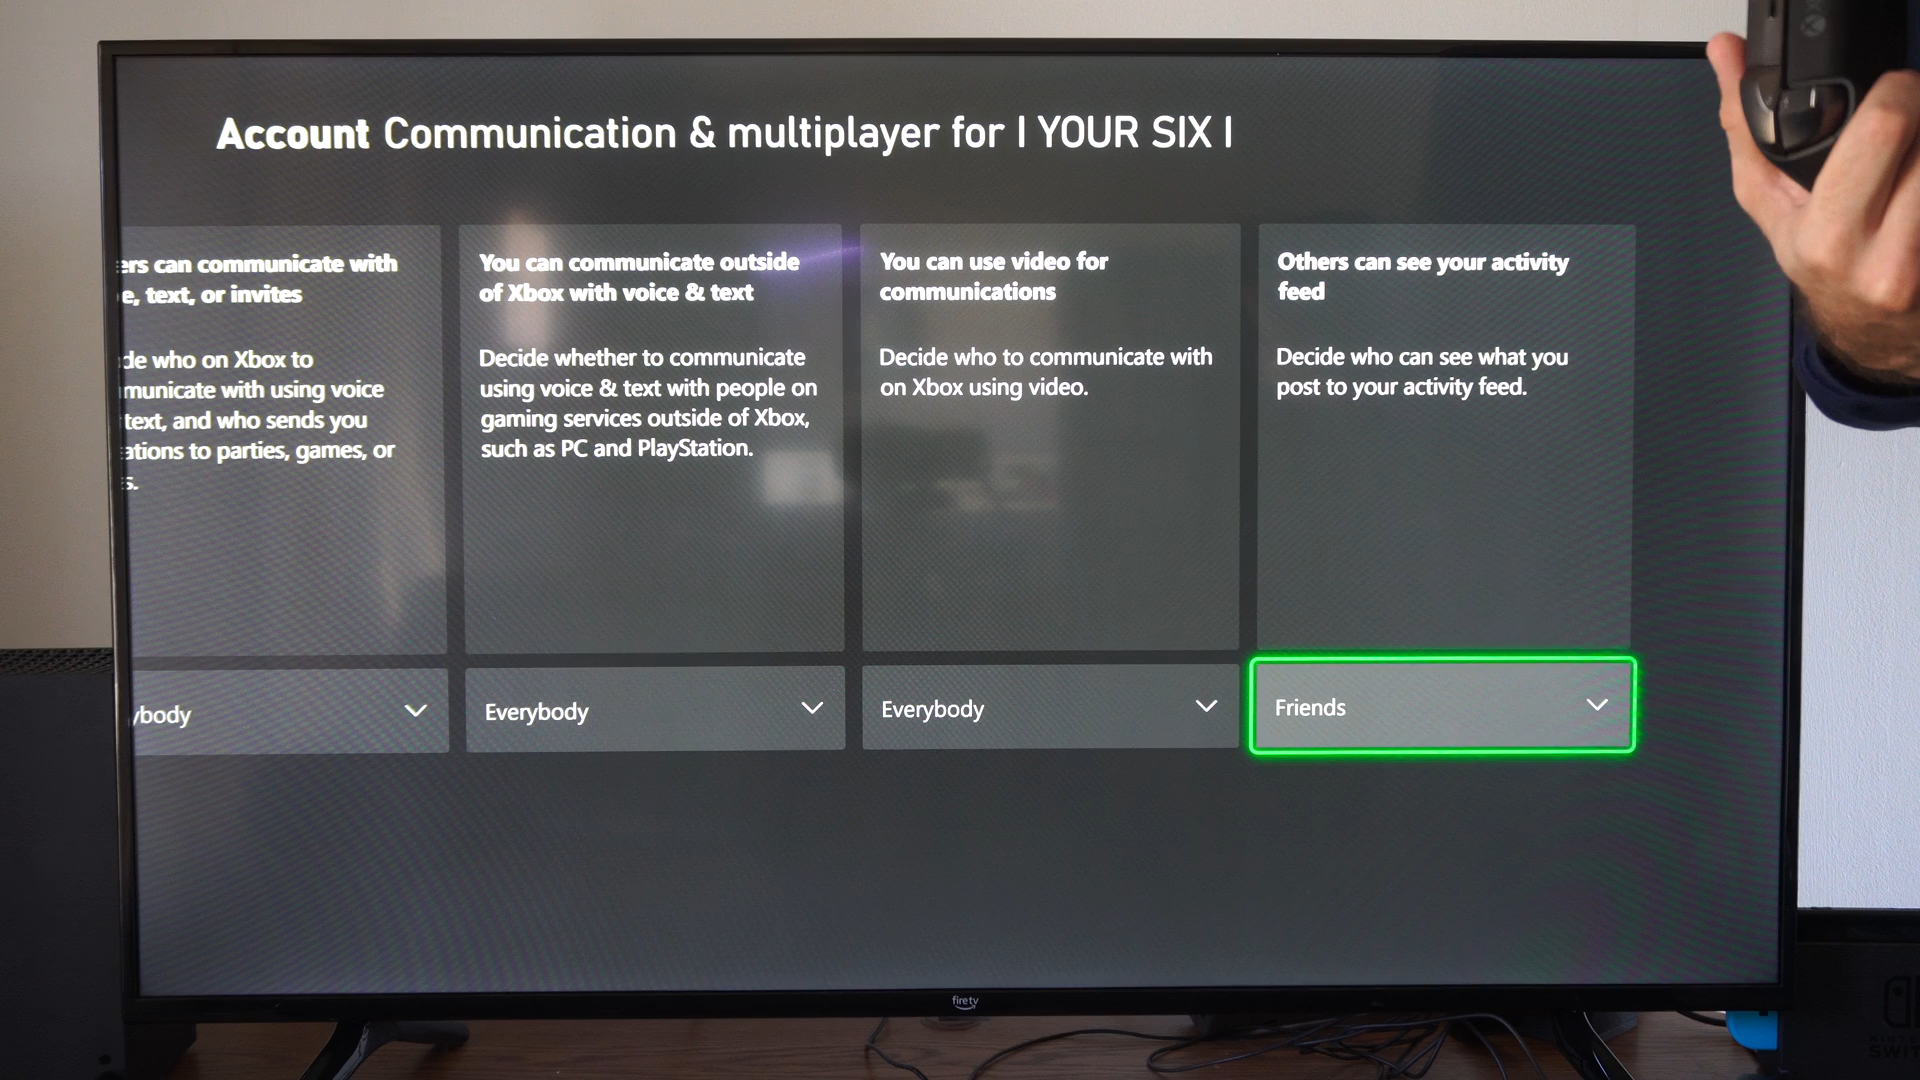 Account Communication & multiplayer for I YOUR SIX I
ers can communicate with
e, text, or invites
de who on Xbox to
municate with using voice
text, and who sends you
ations to parties, games, or
s.
ybody
You can communicate outside
of Xbox with voice & text
Decide whether to communicate
using voice & text with people on
gaming services outside of Xbox,
such as PC and PlayStation.
Everybody
You can use video for
communications
Decide who to communicate with
on Xbox using video.
Everybody
Others can see your activity
feed
Decide who can see what you
post to your activity feed.
Friends
fire tv